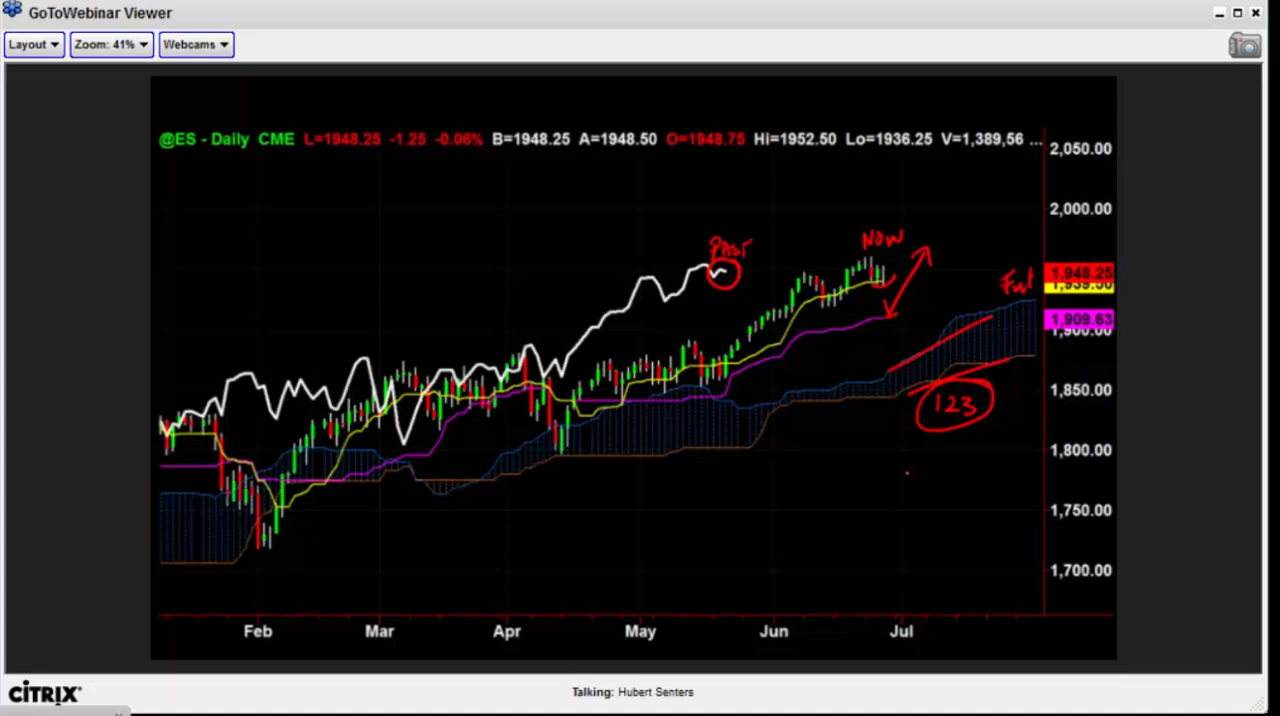 GoToWebinar Viewer
Layout Zoom: 41% Webcams
@ES - Daily CME L=1948.25 -1.25 -0.06% B=1948.25 A=1948.50 O=1948.75 Hi=1952.50 Lo=1936.25 V=1,389,56 ...
2,050.00
2,000.00
PAST
NOW
1,948.25
Fut
1,909.63
1,900.00
1,850.00
123
1,800.00
1,750.00
1,700.00
Feb Mar Apr May Jun Jul
CiTRIX
Talking: Hubert Senters